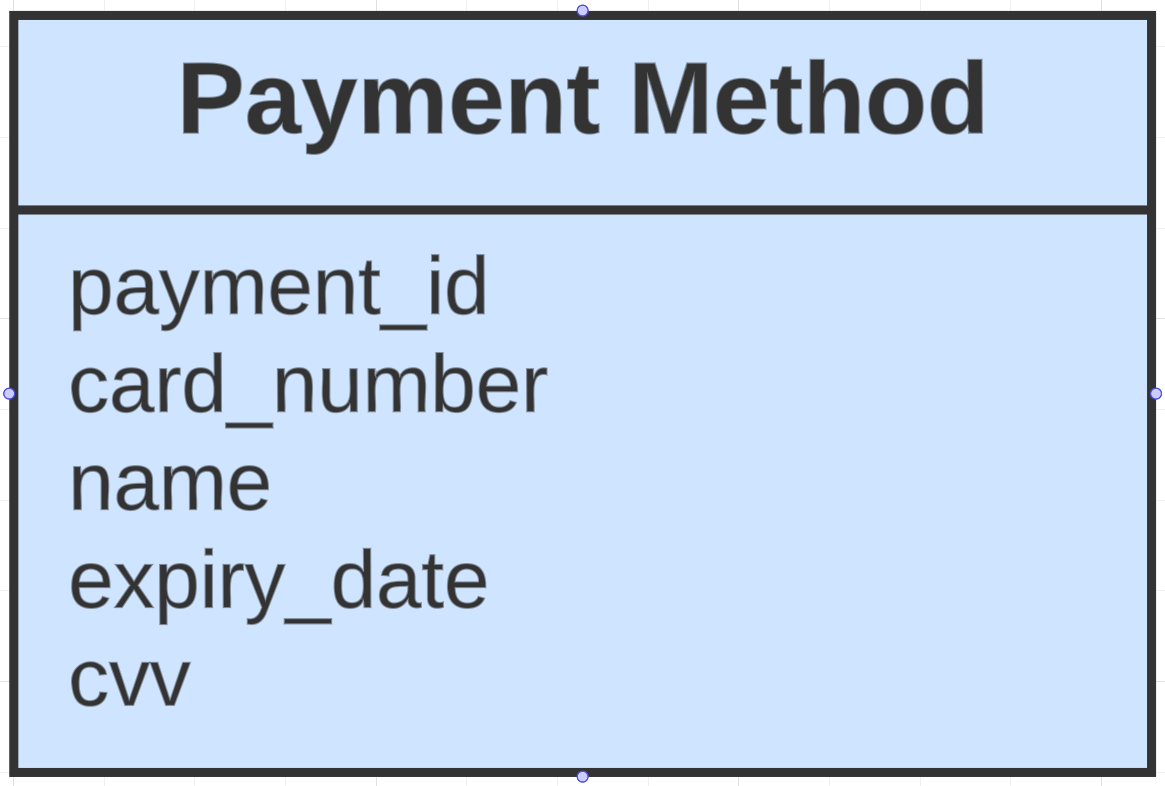 Payment Method
payment_id
card_number
name
expiry_date
cvv